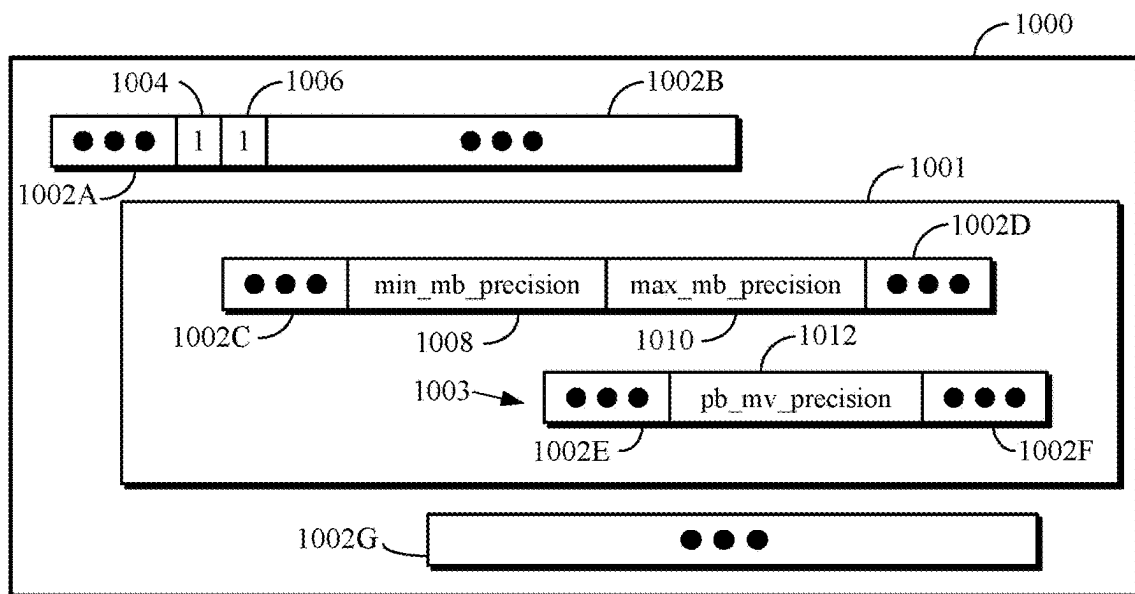 1000
1004 1006 1002B
●●● 1 1 ●●●
1002A
1001
1002D
●●● min_mb_precision max_mb_precision ●●●
1002C 1008 1010 1012
1003 ●●● pb_mv_precision ●●●
1002E 1002F
1002G ●●●